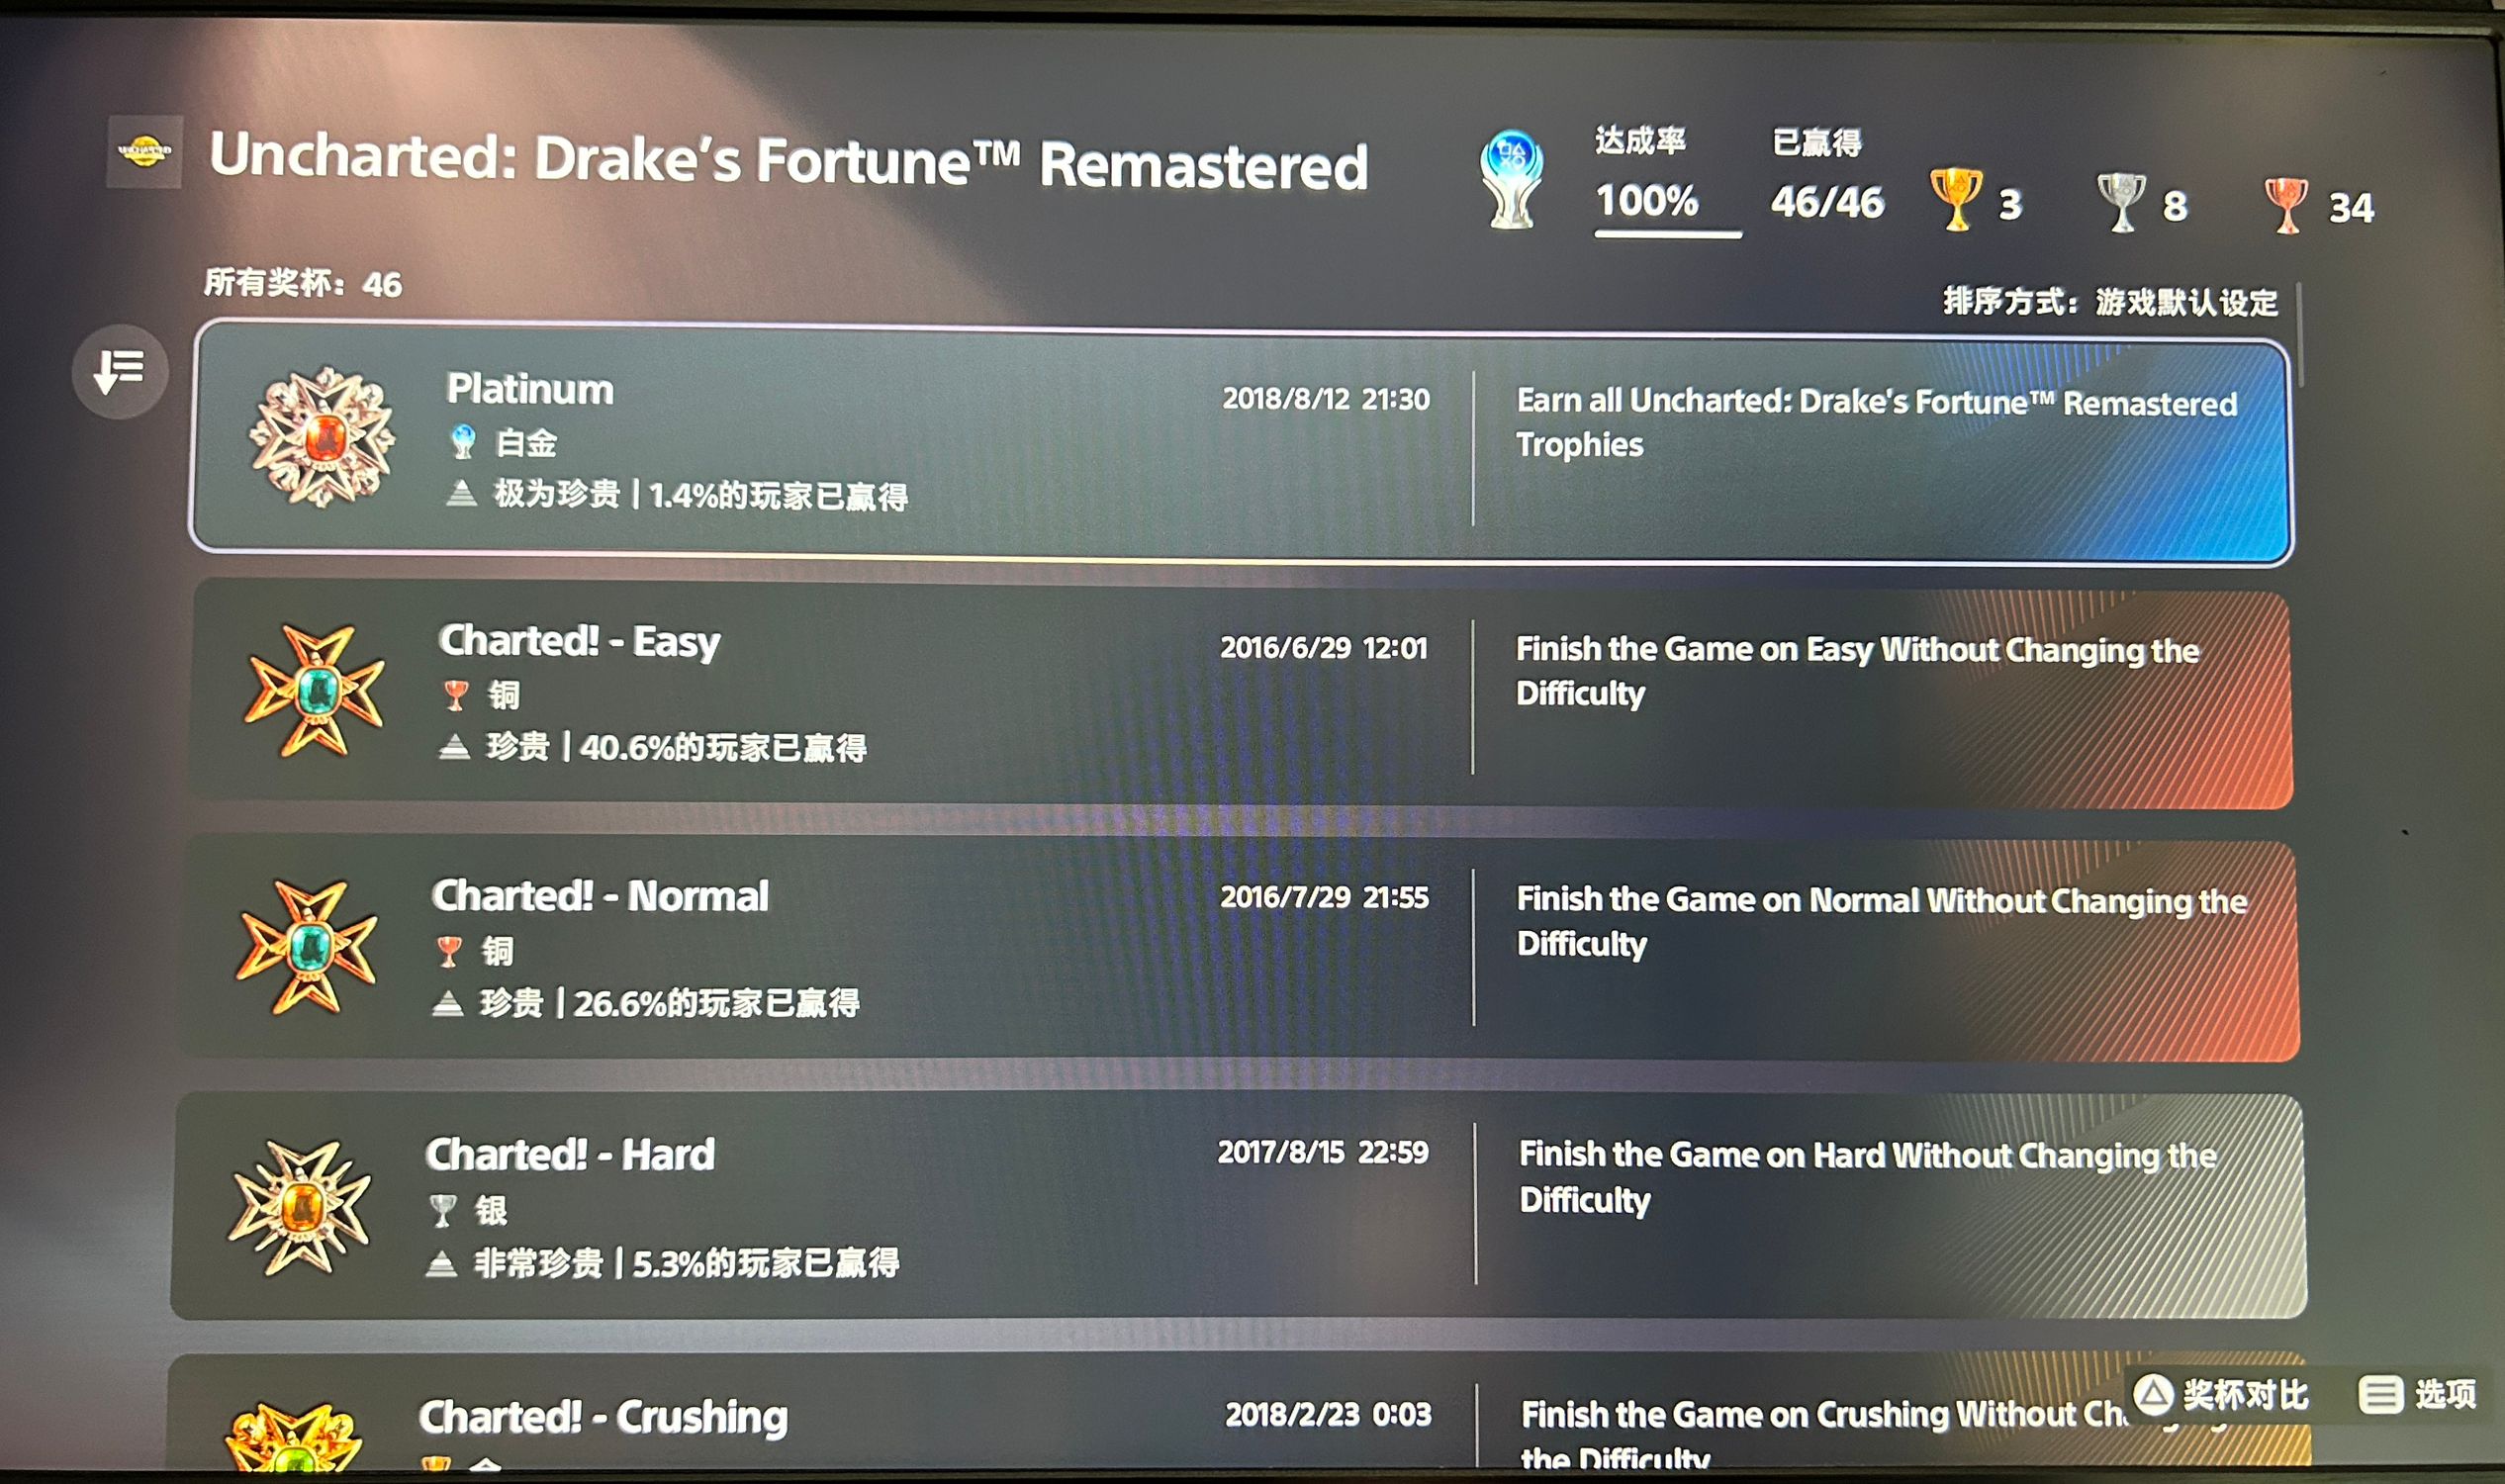 Uncharted: Drake's Fortune™ Remastered
达成率
100%
已赢得
46/46
3
8
34
所有奖杯：46
排序方式：游戏默认设定
Platinum
白金
极为珍贵 | 1.4%的玩家已赢得
2018/8/12 21:30
Earn all Uncharted: Drake's Fortune™ Remastered
Trophies
Charted! - Easy
铜
珍贵 | 40.6%的玩家已赢得
2016/6/29 12:01
Finish the Game on Easy Without Changing the
Difficulty
Charted! - Normal
铜
珍贵 | 26.6%的玩家已赢得
2016/7/29 21:55
Finish the Game on Normal Without Changing the
Difficulty
Charted! - Hard
银
非常珍贵 | 5.3%的玩家已赢得
2017/8/15 22:59
Finish the Game on Hard Without Changing the
Difficulty
Charted! - Crushing
2018/2/23 0:03
Finish the Game on Crushing Without
the Difficulty
奖杯对比
选项